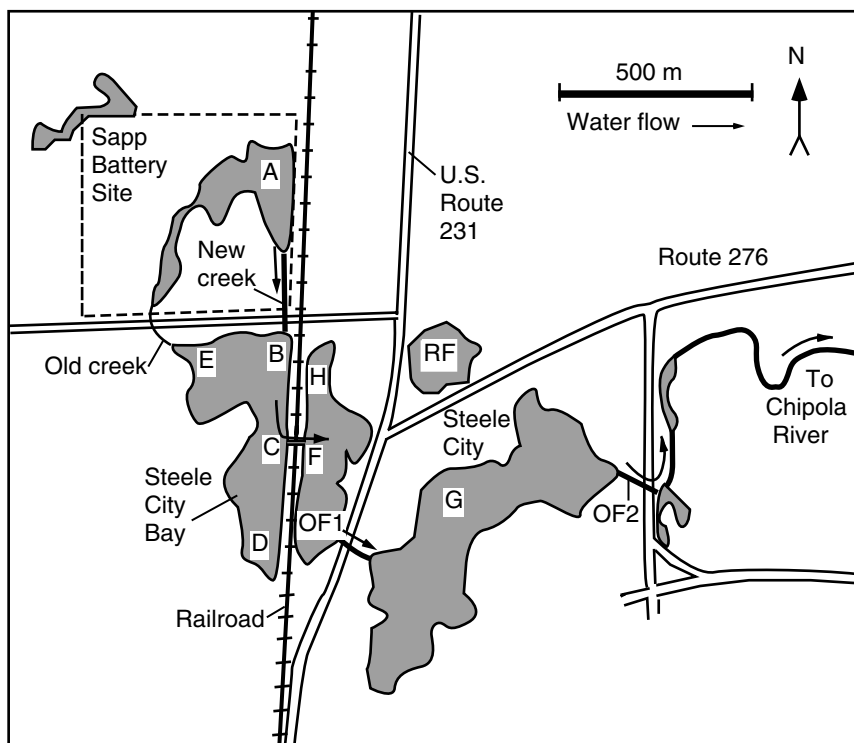 500 m
N
Water flow
Sapp
Battery
Site
A
U.S.
Route
231
New
creek
Route 276
Old creek
E
B
H
RF
To
Chipola
River
Steele
City
C
F
Steele
City
Bay
G
OF1
OF2
D
Railroad